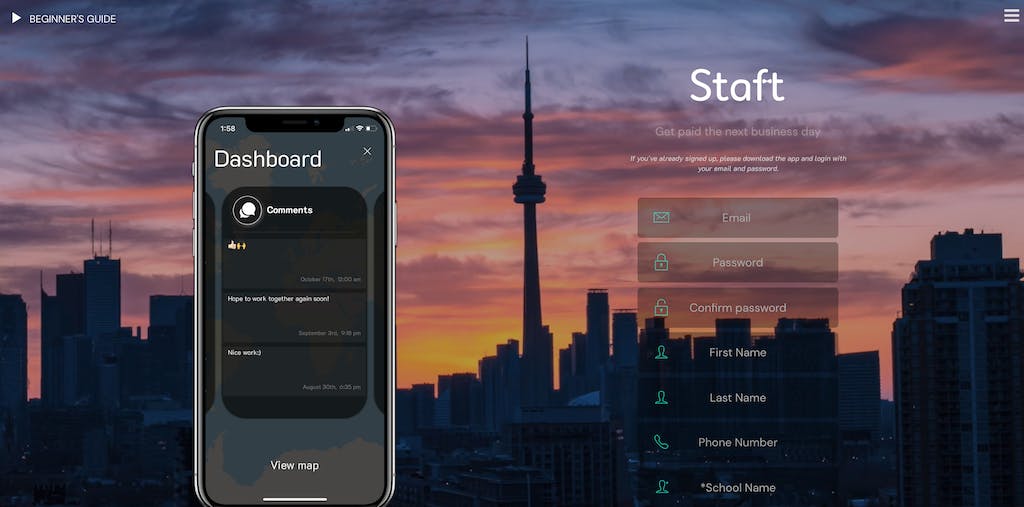 BEGINNER'S GUIDE
Staft
Get paid the next business day
If you've already signed up, please download the app and login with
your email and password.
Email
Password
Confirm password
First Name
Last Name
Phone Number
*School Name
1:58
Dashboard
Comments
👍🙌
October 17th, 12:00 am
Hope to work together again soon!
September 3rd, 9:18 pm
Nice work:)
August 30th, 6:35 pm
View map